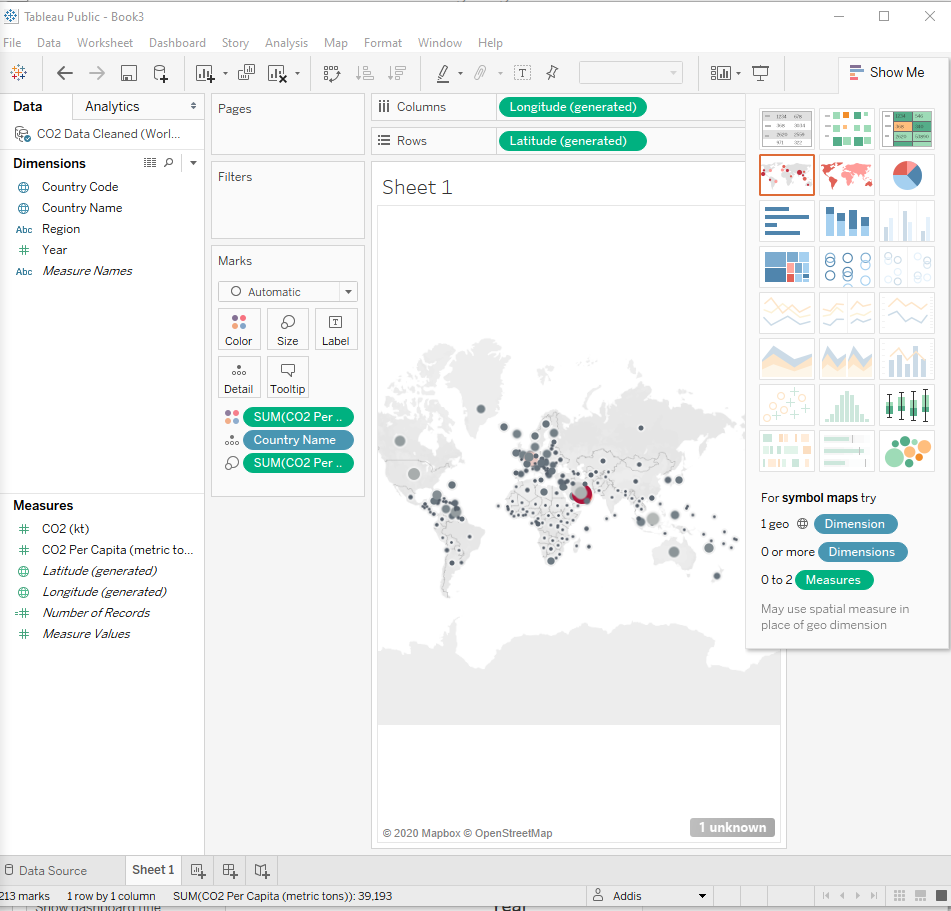 Tableau Public - Book3
File Data Worksheet Dashboard Story Analysis Map Format Window Help
Show Me
Data Analytics
CO2 Data Cleaned (Worl...
Dimensions
Country Code
Country Name
Abc Region
Year
Abc Measure Names
Measures
CO2 (kt)
CO2 Per Capita (metric to...
Latitude (generated)
Longitude (generated)
Number of Records
Measure Values
Pages
Filters
Marks
Automatic
Color Size Label
Detail Tooltip
SUM(CO2 Per ..
Country Name
SUM(CO2 Per ..
Columns Longitude (generated)
Rows Latitude (generated)
Sheet 1
© 2020 Mapbox © OpenStreetMap
1 unknown
For symbol maps try
1 geo Dimension
0 or more Dimensions
0 to 2 Measures
May use spatial measure in
place of geo dimension
Data Source Sheet 1
213 marks 1 row by 1 column SUM(CO2 Per Capita (metric tons)): 39,193 Addis
Show dashboard title